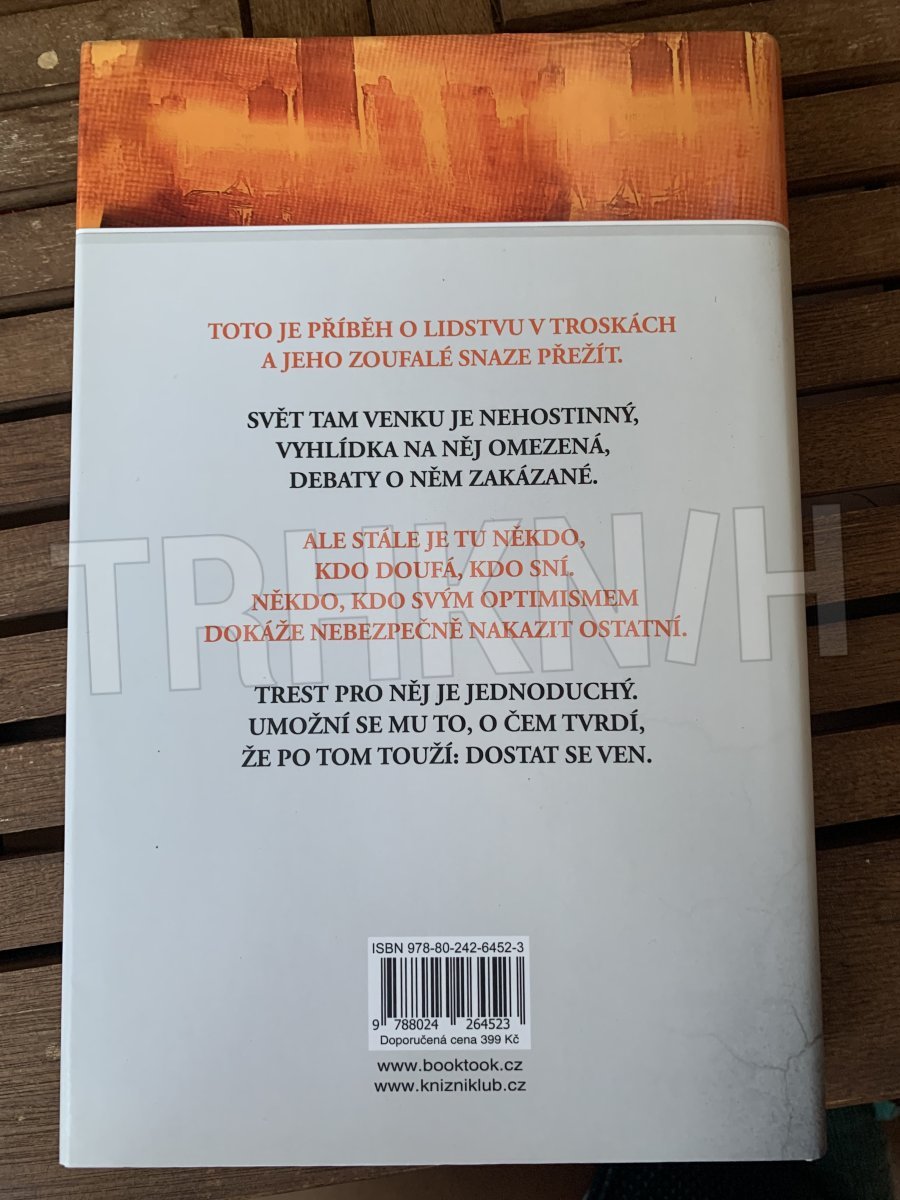 TOTO JE PŘÍBĚH O LIDSTVU V TROSKÁCH
A JEHO ZOUFALÉ SNAZE PŘEŽÍT.
SVĚT TAM VENKU JE NEHOSTINNÝ,
VYHLÍDKA NA NĚJ OMEZENÁ,
DEBATY O NĚM ZAKÁZANÉ.
ALE STÁLE JE TU NĚKDO,
KDO DOUFÁ, KDO SNÍ.
NĚKDO, KDO SVÝM OPTIMISMEM
DOKÁŽE NEBEZPEČNĚ NAKAZIT OSTATNÍ.
TRHKN/H
TREST PRO NĚJ JE JEDNODUCHÝ.
UMOŽNÍ SE MU TO, O ČEM TVRDÍ,
ŽE PO TOM TOUŽÍ: DOSTAT SE VEN.
ISBN 978-80-242-6452-3
9 788024 264523
Doporučená cena 399 Kč
www.booktook.cz
www.knizniklub.cz